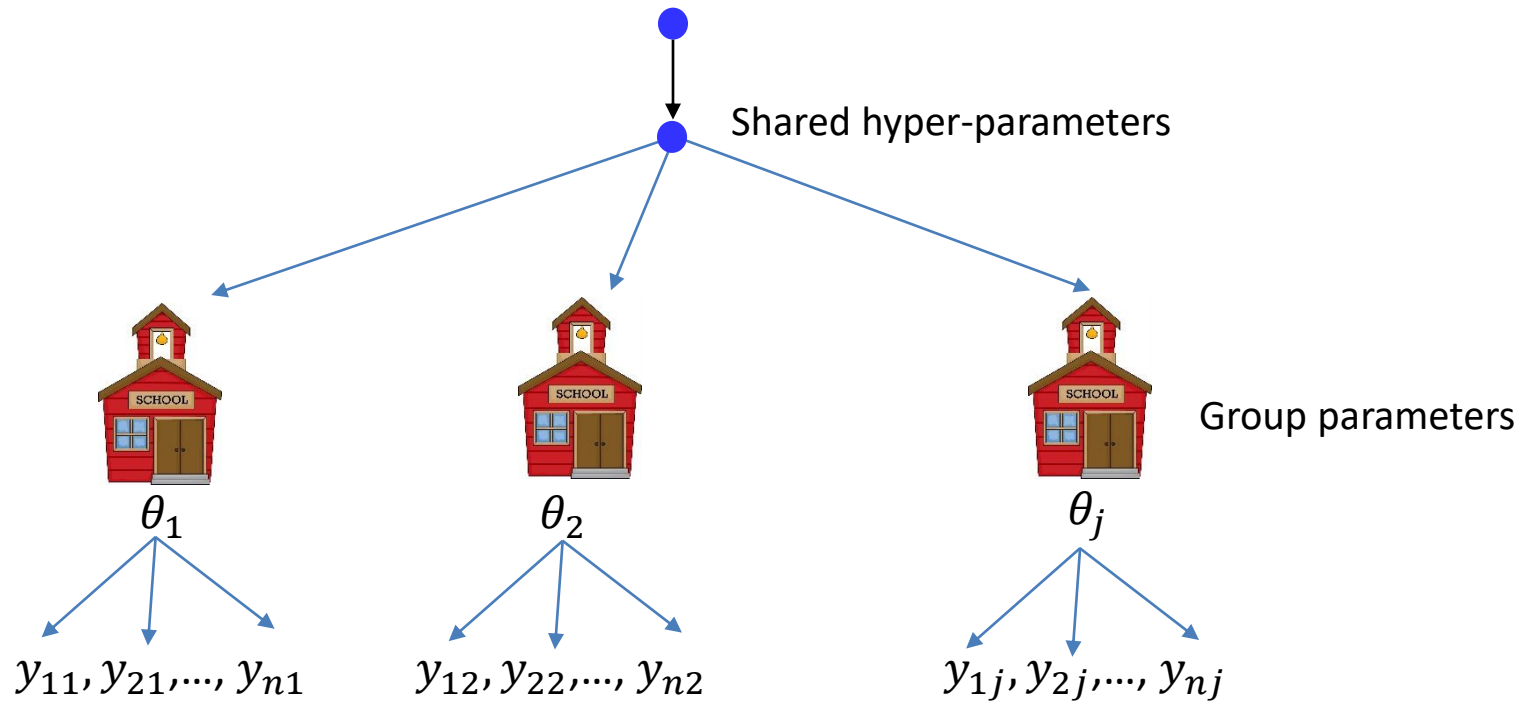 Shared hyper-parameters
SCHOOL SCHOOL SCHOOL
Group parameters
θ₁ θ₂ θⱼ
y₁₁, y₂₁,..., yₙ₁ y₁₂, y₂₂,..., yₙ₂ y₁ⱼ, y₂ⱼ,..., yₙⱼ